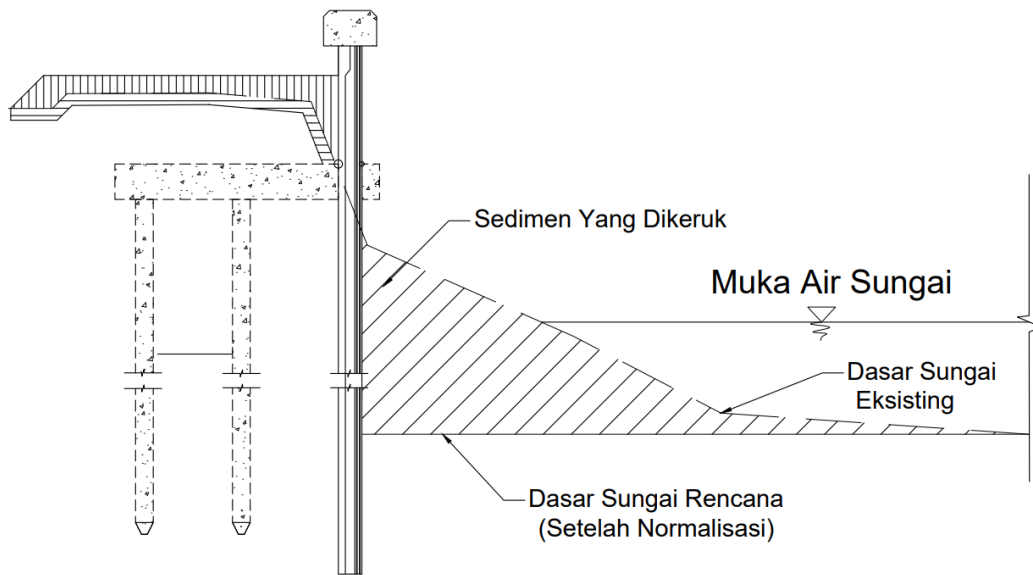 Sedimen Yang Dikeruk
Muka Air Sungai
Dasar Sungai
Eksisting
Dasar Sungai Rencana
(Setelah Normalisasi)